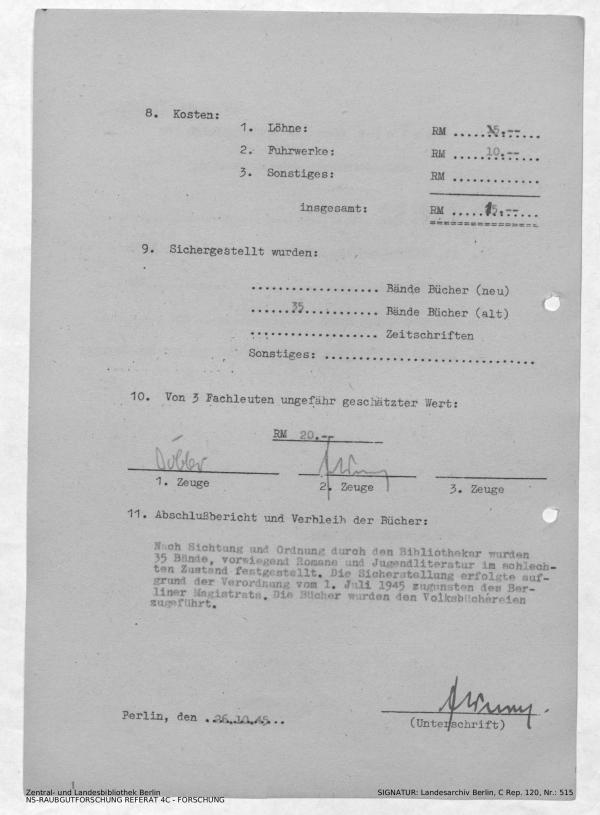 8. Kosten:
1. Löhne: RM .............
2. Fuhrwerke: RM .....10.--....
3. Sonstiges: RM .............
insgesamt: RM
9. Sichergestellt wurden:
................... Bände Bücher (neu)
......35........... Bände Bücher (alt)
................... Zeitschriften
Sonstiges: ...............................
10. Von 3 Fachleuten ungefähr geschätzter Wert:
RM 20.--
1. Zeuge 2. Zeuge 3. Zeuge
11. Abschlußbericht und Verbleib der Bücher:
Nach Sichtung und Ordnung durch den Bibliothekar wurden
35 Bände, vorwiegend Romane und Jugendliteratur im schlech-
ten Zustand festgestellt. Die Sicherstellung erfolgte auf-
grund der Verordnung vom 1. Juli 1945 zugunsten des Ber-
liner Magistrats. Die Bücher wurden den Volksbüchereien
zugeführt.
Berlin, den ..26.10.45...
(Unterschrift)
Zentral- und Landesbibliothek Berlin
NS-RAUBGUTFORSCHUNG REFERAT 4C - FORSCHUNG
SIGNATUR: Landesarchiv Berlin, C Rep. 120, Nr.: 515